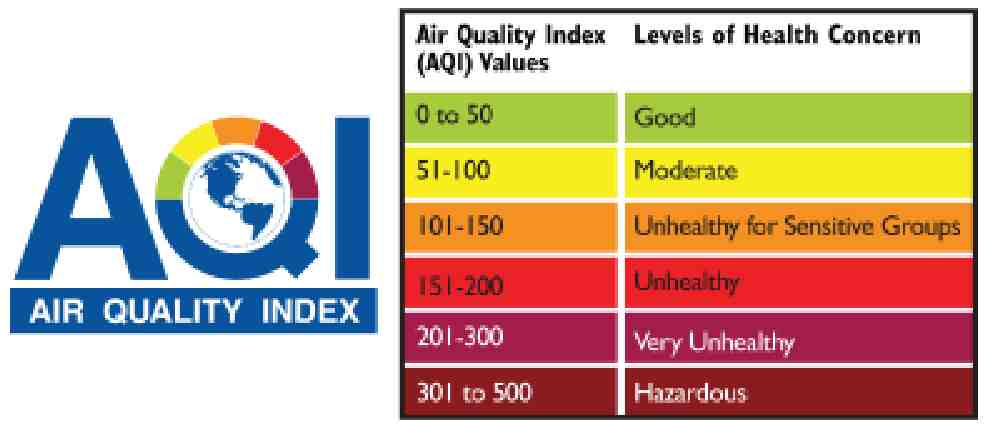 AQI
AIR QUALITY INDEX
Air Quality Index Levels of Health Concern
(AQI) Values
0 to 50 Good
51-100 Moderate
101-150 Unhealthy for Sensitive Groups
151-200 Unhealthy
201-300 Very Unhealthy
301 to 500 Hazardous